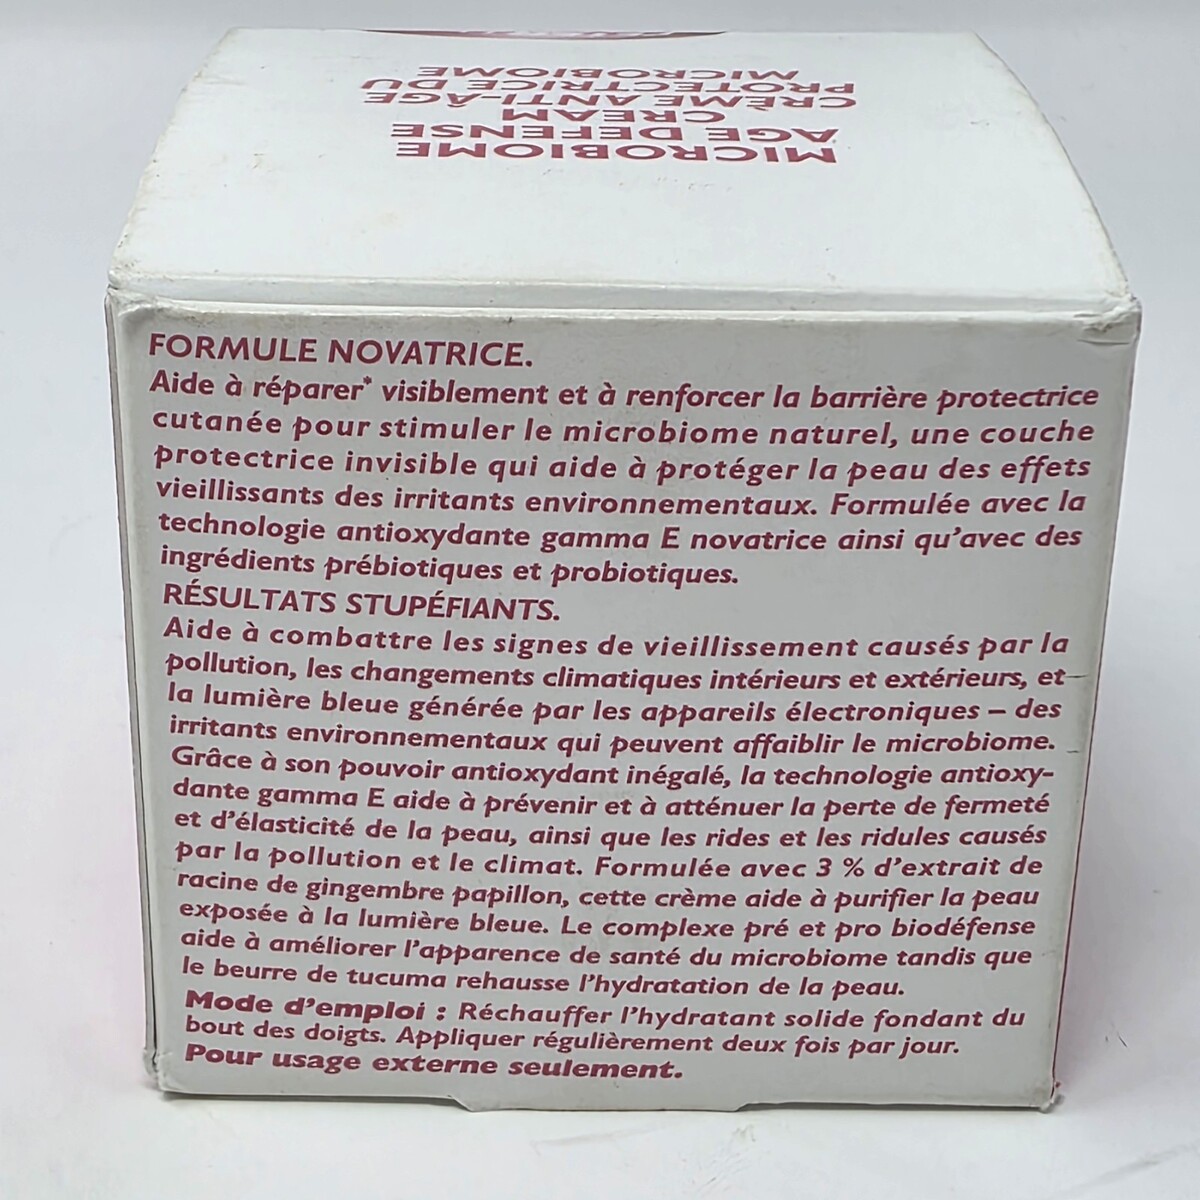 MICROBIOME
AGE DEFENSE
CREAM
CRÈME ANTI-ÂGE
PROTECTRICE DU
MICROBIOME
FORMULE NOVATRICE.
Aide à réparer* visiblement et à renforcer la barrière protectrice
cutanée pour stimuler le microbiome naturel, une couche
protectrice invisible qui aide à protéger la peau des effets
vieillissants des irritants environnementaux. Formulée avec la
technologie antioxydante gamma E novatrice ainsi qu'avec des
ingrédients prébiotiques et probiotiques.
RÉSULTATS STUPÉFIANTS.
Aide à combattre les signes de vieillissement causés par la
pollution, les changements climatiques intérieurs et extérieurs, et
la lumière bleue générée par les appareils électroniques – des
irritants environnementaux qui peuvent affaiblir le microbiome.
Grâce à son pouvoir antioxydant inégalé, la technologie antioxy-
dante gamma E aide à prévenir et à atténuer la perte de fermeté
et d'élasticité de la peau, ainsi que les rides et les ridules causés
par la pollution et le climat. Formulée avec 3 % d'extrait de
racine de gingembre papillon, cette crème aide à purifier la peau
exposée à la lumière bleue. Le complexe pré et pro biodéfense
aide à améliorer l'apparence de santé du microbiome tandis que
le beurre de tucuma rehausse l'hydratation de la peau.
Mode d'emploi : Réchauffer l'hydratant solide fondant du
bout des doigts. Appliquer régulièrement deux fois par jour.
Pour usage externe seulement.